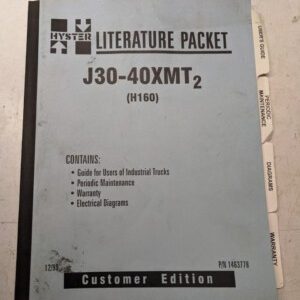 HYSTER
LITERATURE PACKET
J30-40XMT2
(H160)
CONTAINS:
• Guide for Users of Industrial Trucks
• Periodic Maintenance
• Warranty
• Electrical Diagrams
P/N 1463778
Customer Edition
USER'S GUIDE
PERIODIC
MAINTENANCE
DIAGRAMS
WARRANTY